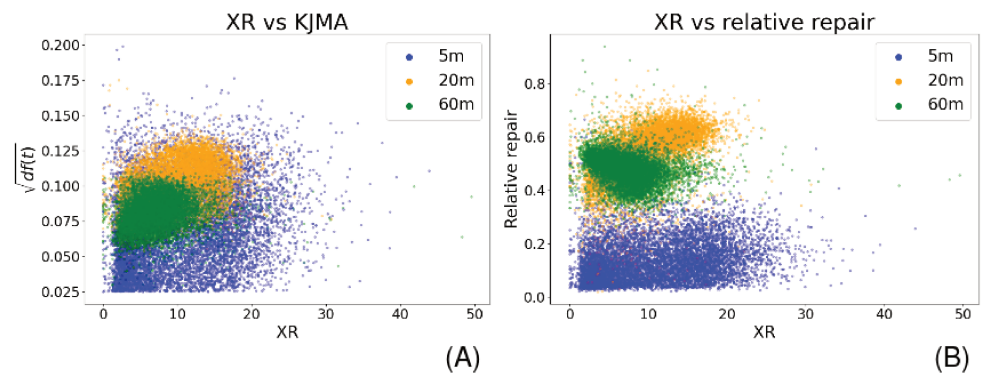 XR vs KJMA
0.200
0.175
0.150
0.125
0.100
0.075
0.050
0.025
√df(t)
5m
20m
60m
0 10 20 30 40 50
XR
(A)
XR vs relative repair
0.8
0.6
0.4
0.2
0.0
Relative repair
5m
20m
60m
0 10 20 30 40 50
XR
(B)